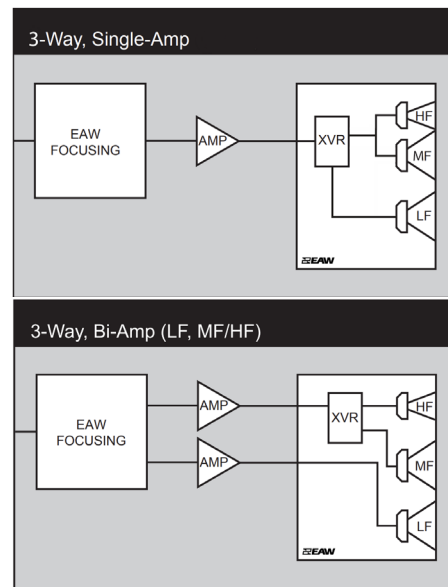 3-Way, Single-Amp
EAW
FOCUSING
AMP
XVR
HF
MF
LF
EAW
3-Way, Bi-Amp (LF, MF/HF)
EAW
FOCUSING
AMP
AMP
XVR
HF
MF
LF
EAW